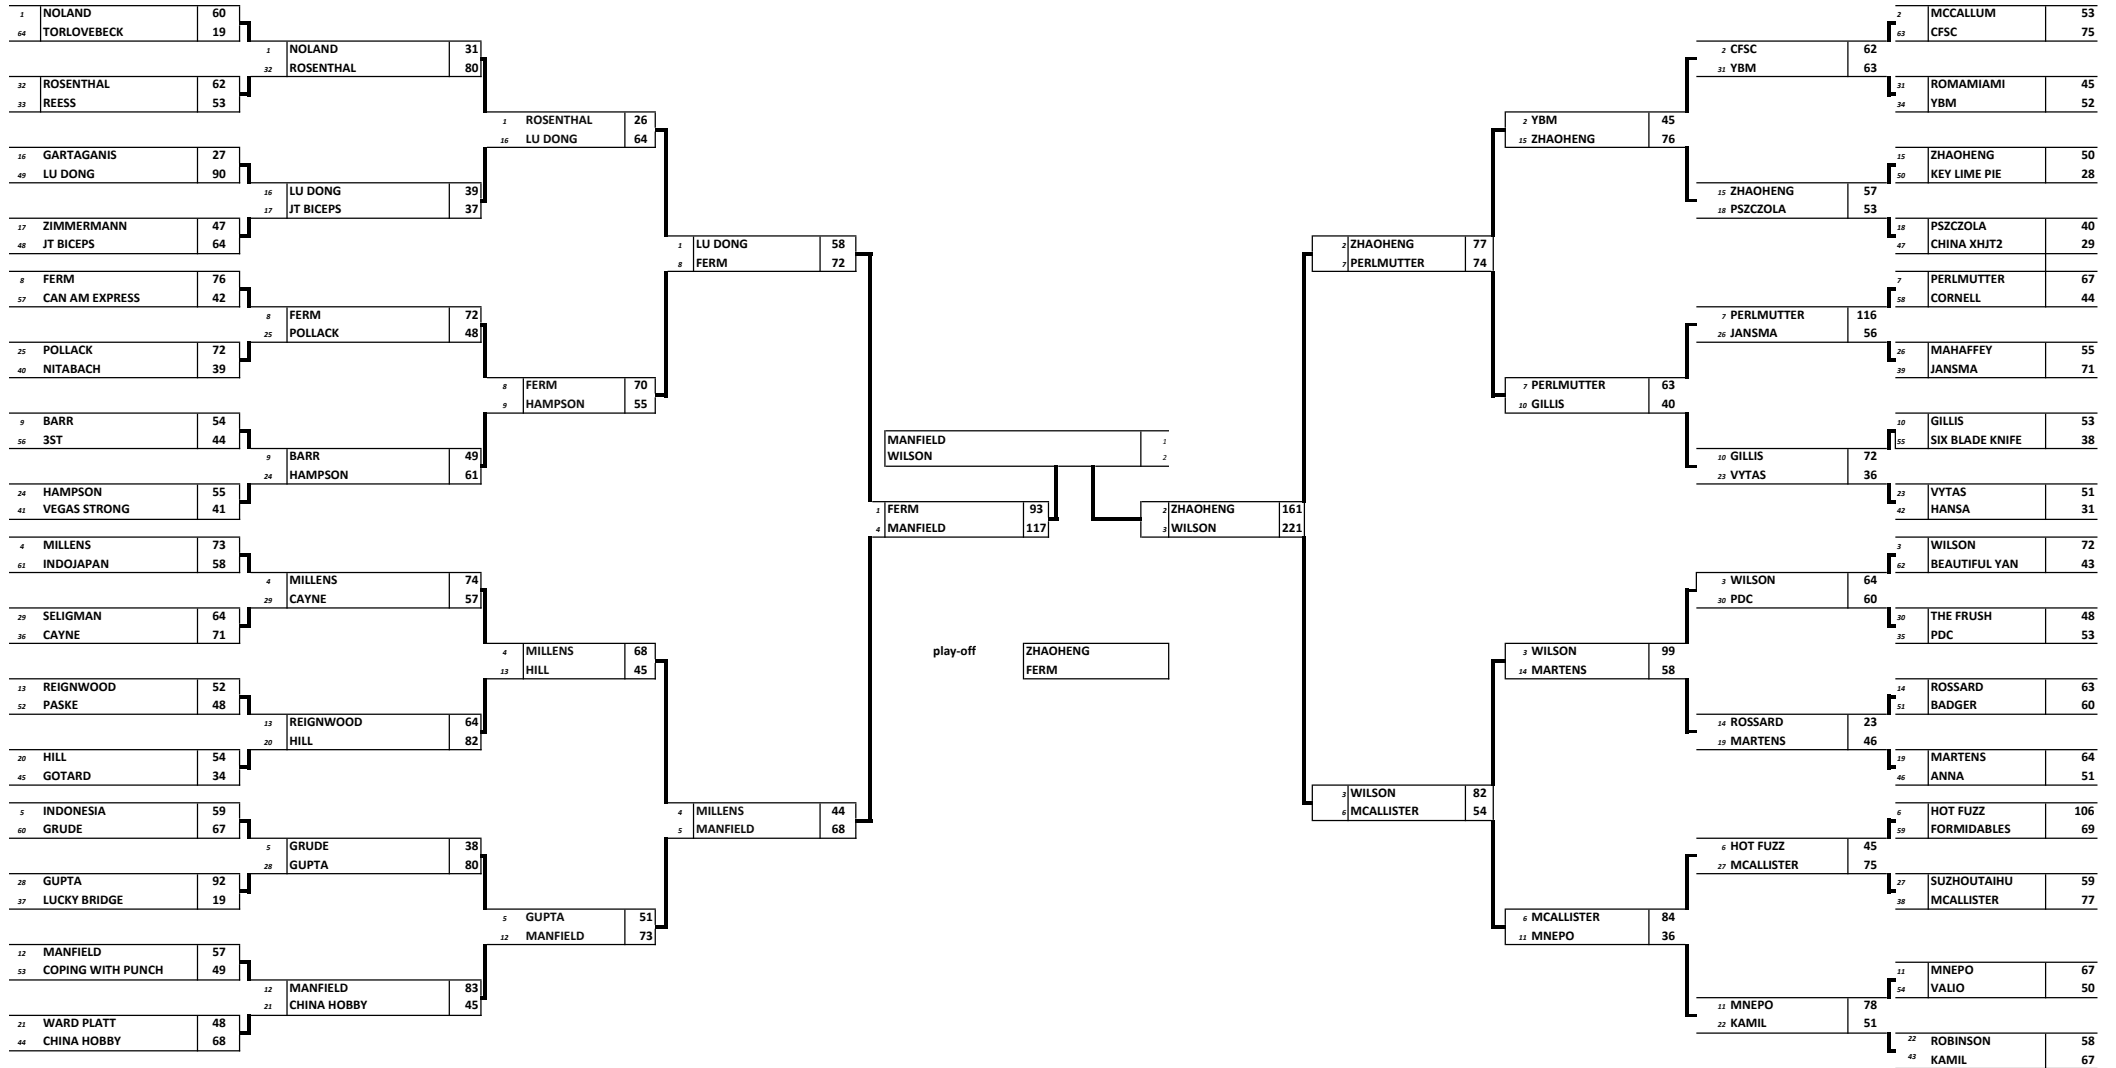 1 NOLAND 60
64 TORLOVEBECK 19
32 ROSENTHAL 62
33 REESS 53
16 GARTAGANIS 27
49 LU DONG 90
17 ZIMMERMANN 47
48 JT BICEPS 64
8 FERM 76
57 CAN AM EXPRESS 42
25 POLLACK 72
40 NITABACH 39
9 BARR 54
56 3ST 44
24 HAMPSON 55
41 VEGAS STRONG 41
4 MILLENS 73
61 INDOJAPAN 58
29 SELIGMAN 64
36 CAYNE 71
13 REIGNWOOD 52
52 PASKE 48
20 HILL 54
45 GOTARD 34
5 INDONESIA 59
60 GRUDE 67
28 GUPTA 92
37 LUCKY BRIDGE 19
12 MANFIELD 57
53 COPING WITH PUNCH 49
21 WARD PLATT 48
44 CHINA HOBBY 68
1 NOLAND 31
32 ROSENTHAL 80
16 LU DONG 39
17 JT BICEPS 37
8 FERM 72
25 POLLACK 48
9 BARR 49
24 HAMPSON 61
4 MILLENS 74
29 CAYNE 57
13 REIGNWOOD 64
20 HILL 82
5 GRUDE 38
28 GUPTA 80
12 MANFIELD 83
21 CHINA HOBBY 45
1 ROSENTHAL 26
16 LU DONG 64
8 FERM 70
9 HAMPSON 55
4 MILLENS 68
13 HILL 45
5 GUPTA 51
12 MANFIELD 73
1 LU DONG 58
8 FERM 72
4 MILLENS 44
5 MANFIELD 68
1 FERM 93
4 MANFIELD 117
MANFIELD 1
WILSON 2
play-off
ZHAOHENG
FERM
2 ZHAOHENG 161
3 WILSON 221
2 ZHAOHENG 77
7 PERLMUTTER 74
3 WILSON 82
6 MCALLISTER 54
2 YBM 45
15 ZHAOHENG 76
7 PERLMUTTER 63
10 GILLIS 40
3 WILSON 99
14 MARTENS 58
6 MCALLISTER 84
11 MNEPO 36
2 CFSC 62
31 YBM 63
15 ZHAOHENG 57
18 PSZCZOLA 53
7 PERLMUTTER 116
26 JANSMA 56
10 GILLIS 72
23 VYTAS 36
3 WILSON 64
30 PDC 60
14 ROSSARD 23
19 MARTENS 46
6 HOT FUZZ 45
27 MCALLISTER 75
11 MNEPO 78
22 KAMIL 51
2 MCCALLUM 53
63 CFSC 75
31 ROMAMIAMI 45
34 YBM 52
15 ZHAOHENG 50
50 KEY LIME PIE 28
18 PSZCZOLA 40
47 CHINA XHJT2 29
7 PERLMUTTER 67
58 CORNELL 44
26 MAHAFFEY 55
39 JANSMA 71
10 GILLIS 53
55 SIX BLADE KNIFE 38
23 VYTAS 51
42 HANSA 31
3 WILSON 72
62 BEAUTIFUL YAN 43
30 THE FRUSH 48
35 PDC 53
14 ROSSARD 63
51 BADGER 60
19 MARTENS 64
46 ANNA 51
6 HOT FUZZ 106
59 FORMIDABLES 69
27 SUZHOUTAIHU 59
38 MCALLISTER 77
11 MNEPO 67
54 VALIO 50
22 ROBINSON 58
43 KAMIL 67